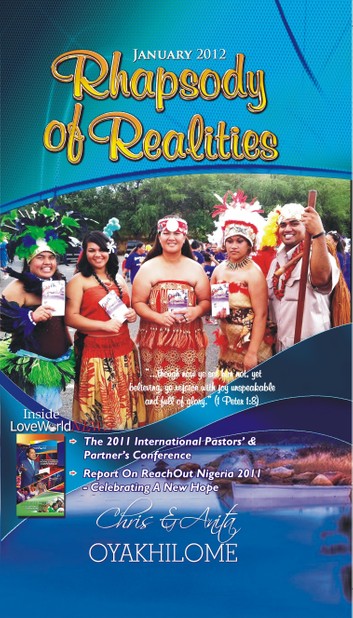 JANUARY 2012
Rhapsody
of Realities
"...though now ye see him not, yet
believing, ye rejoice with joy unspeakable
and full of glory." (1 Peter 1:8)
Inside
LoveWorld
The 2011 International Pastors' &
Partner's Conference
Report On ReachOut Nigeria 2011
- Celebrating A New Hope
Chris & Anita
OYAKHILOME